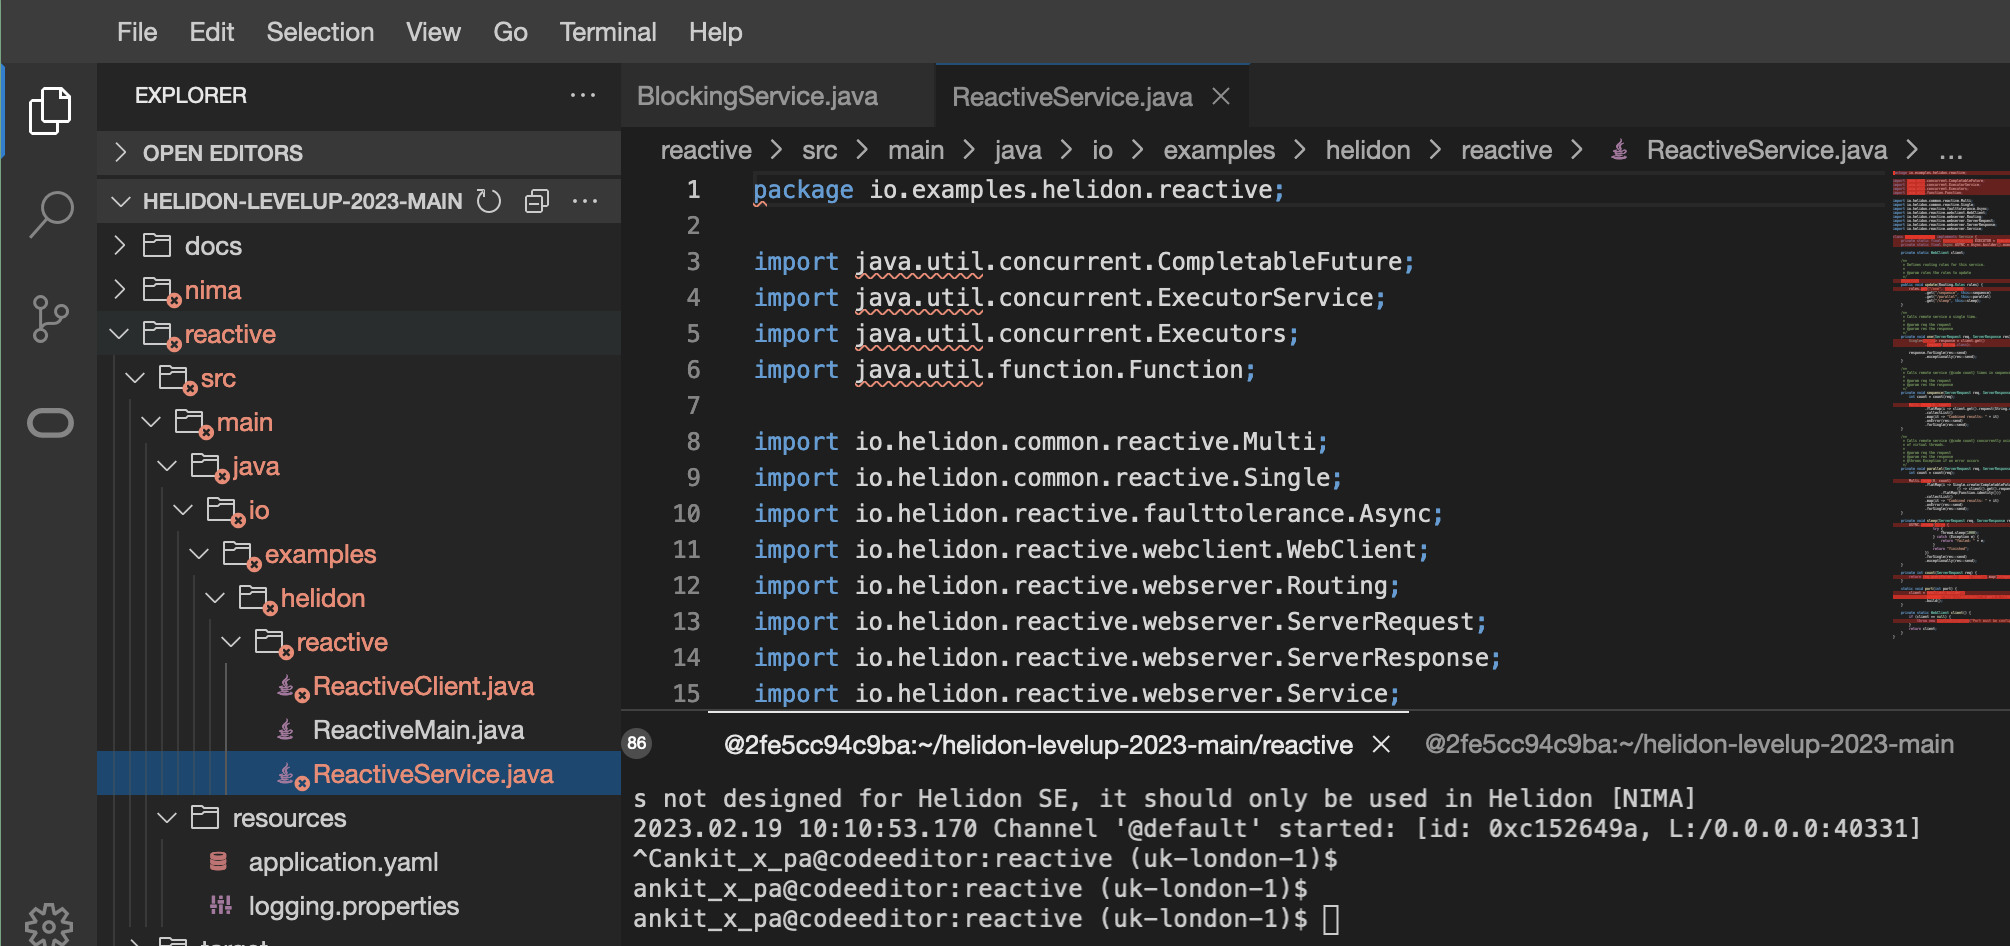 File Edit Selection View Go Terminal Help
EXPLORER ...
OPEN EDITORS
HELIDON-LEVELUP-2023-MAIN ...
docs
nima
reactive
src
main
java
io
examples
helidon
reactive
ReactiveClient.java
ReactiveMain.java
ReactiveService.java
resources
application.yaml
logging.properties
target
BlockingService.java ReactiveService.java
reactive > src > main > java > io > examples > helidon > reactive > ReactiveService.java > ...
1 package io.examples.helidon.reactive;
2
3 import java.util.concurrent.CompletableFuture;
4 import java.util.concurrent.ExecutorService;
5 import java.util.concurrent.Executors;
6 import java.util.function.Function;
7
8 import io.helidon.common.reactive.Multi;
9 import io.helidon.common.reactive.Single;
10 import io.helidon.reactive.faulttolerance.Async;
11 import io.helidon.reactive.webclient.WebClient;
12 import io.helidon.reactive.webserver.Routing;
13 import io.helidon.reactive.webserver.ServerRequest;
14 import io.helidon.reactive.webserver.ServerResponse;
15 import io.helidon.reactive.webserver.Service;
86 @2fe5cc94c9ba:~/helidon-levelup-2023-main/reactive @2fe5cc94c9ba:~/helidon-levelup-2023-main
s not designed for Helidon SE, it should only be used in Helidon [NIMA]
2023.02.19 10:10:53.170 Channel '@default' started: [id: 0xc152649a, L:/0.0.0.0:40331]
^Cankit_x_pa@codeeditor:reactive (uk-london-1)$
ankit_x_pa@codeeditor:reactive (uk-london-1)$
ankit_x_pa@codeeditor:reactive (uk-london-1)$